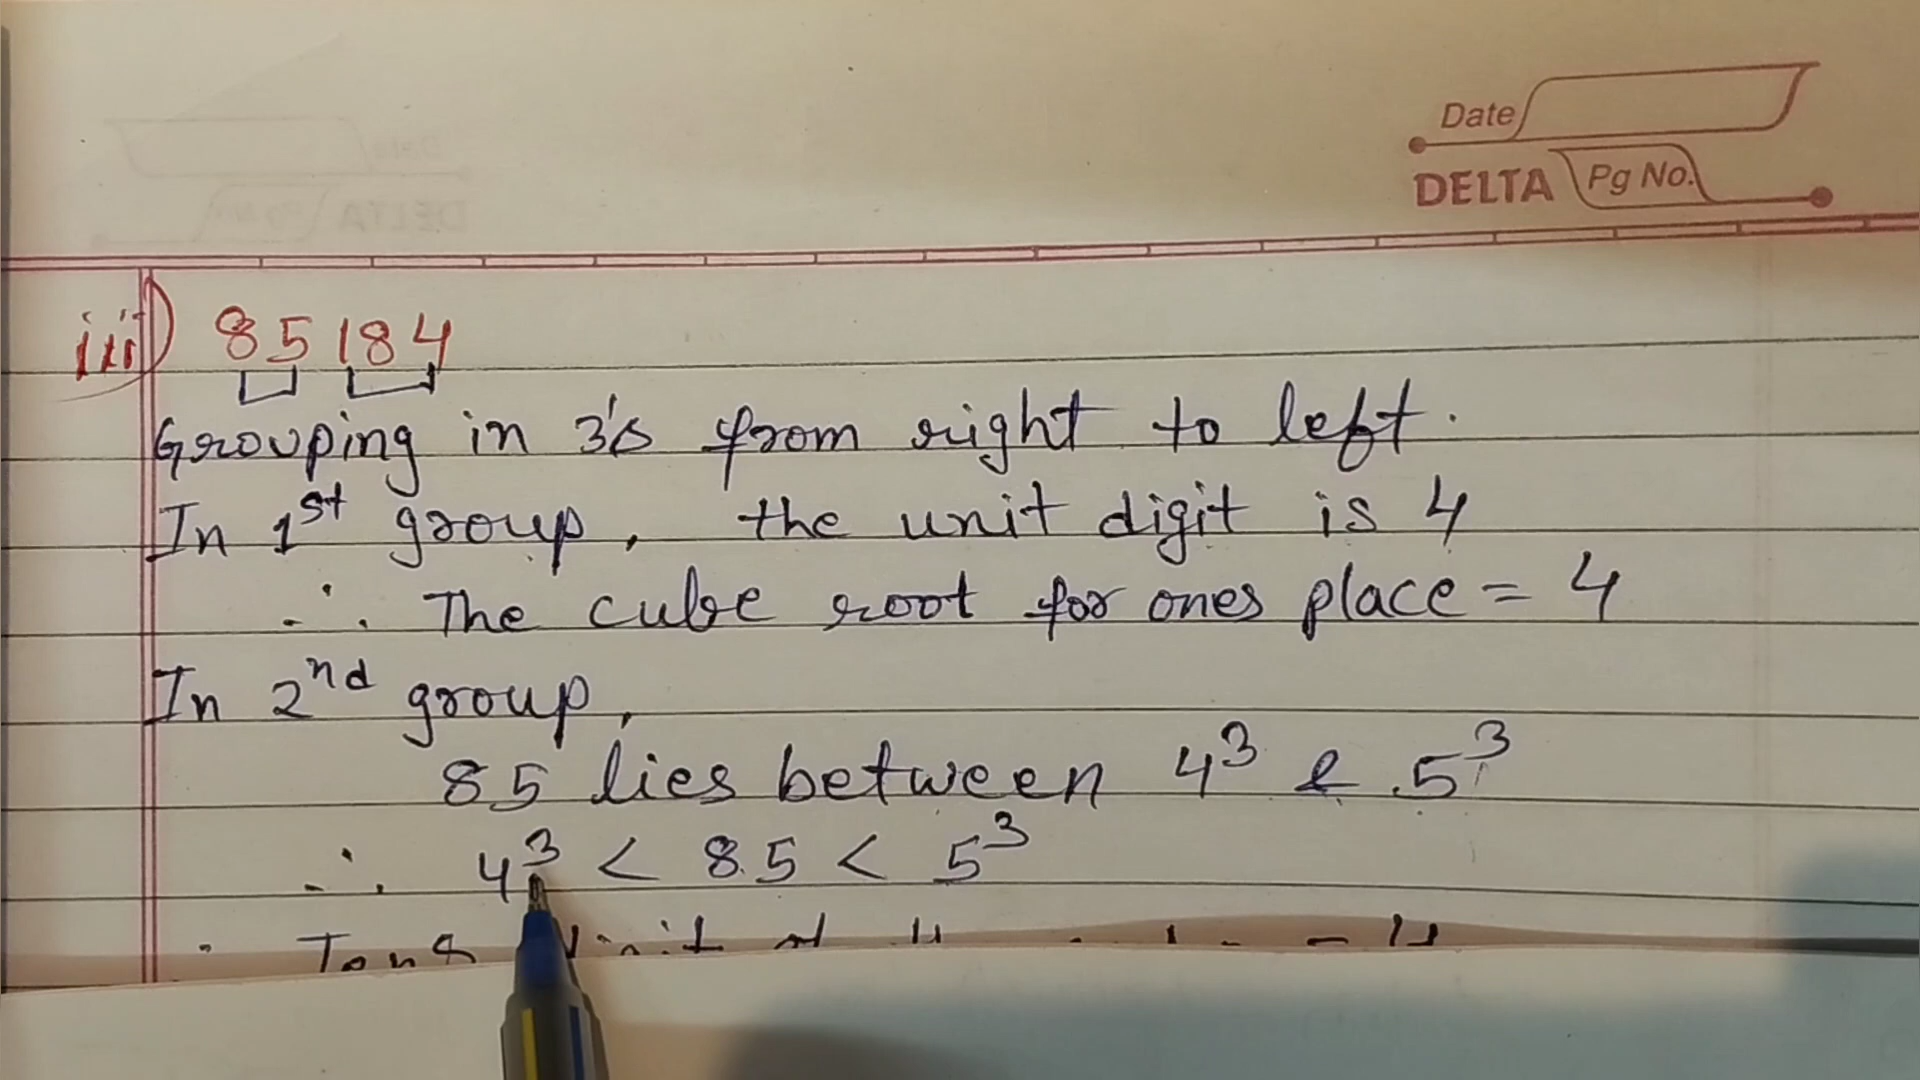 Date
DELTA Pg No.
iii) 85184
Grouping in 3's from right to left.
In 1st group, the unit digit is 4
∴ The cube root for ones place = 4
In 2nd group,
85 lies between 4³ & 5³
∴ 4³ < 85 < 5³